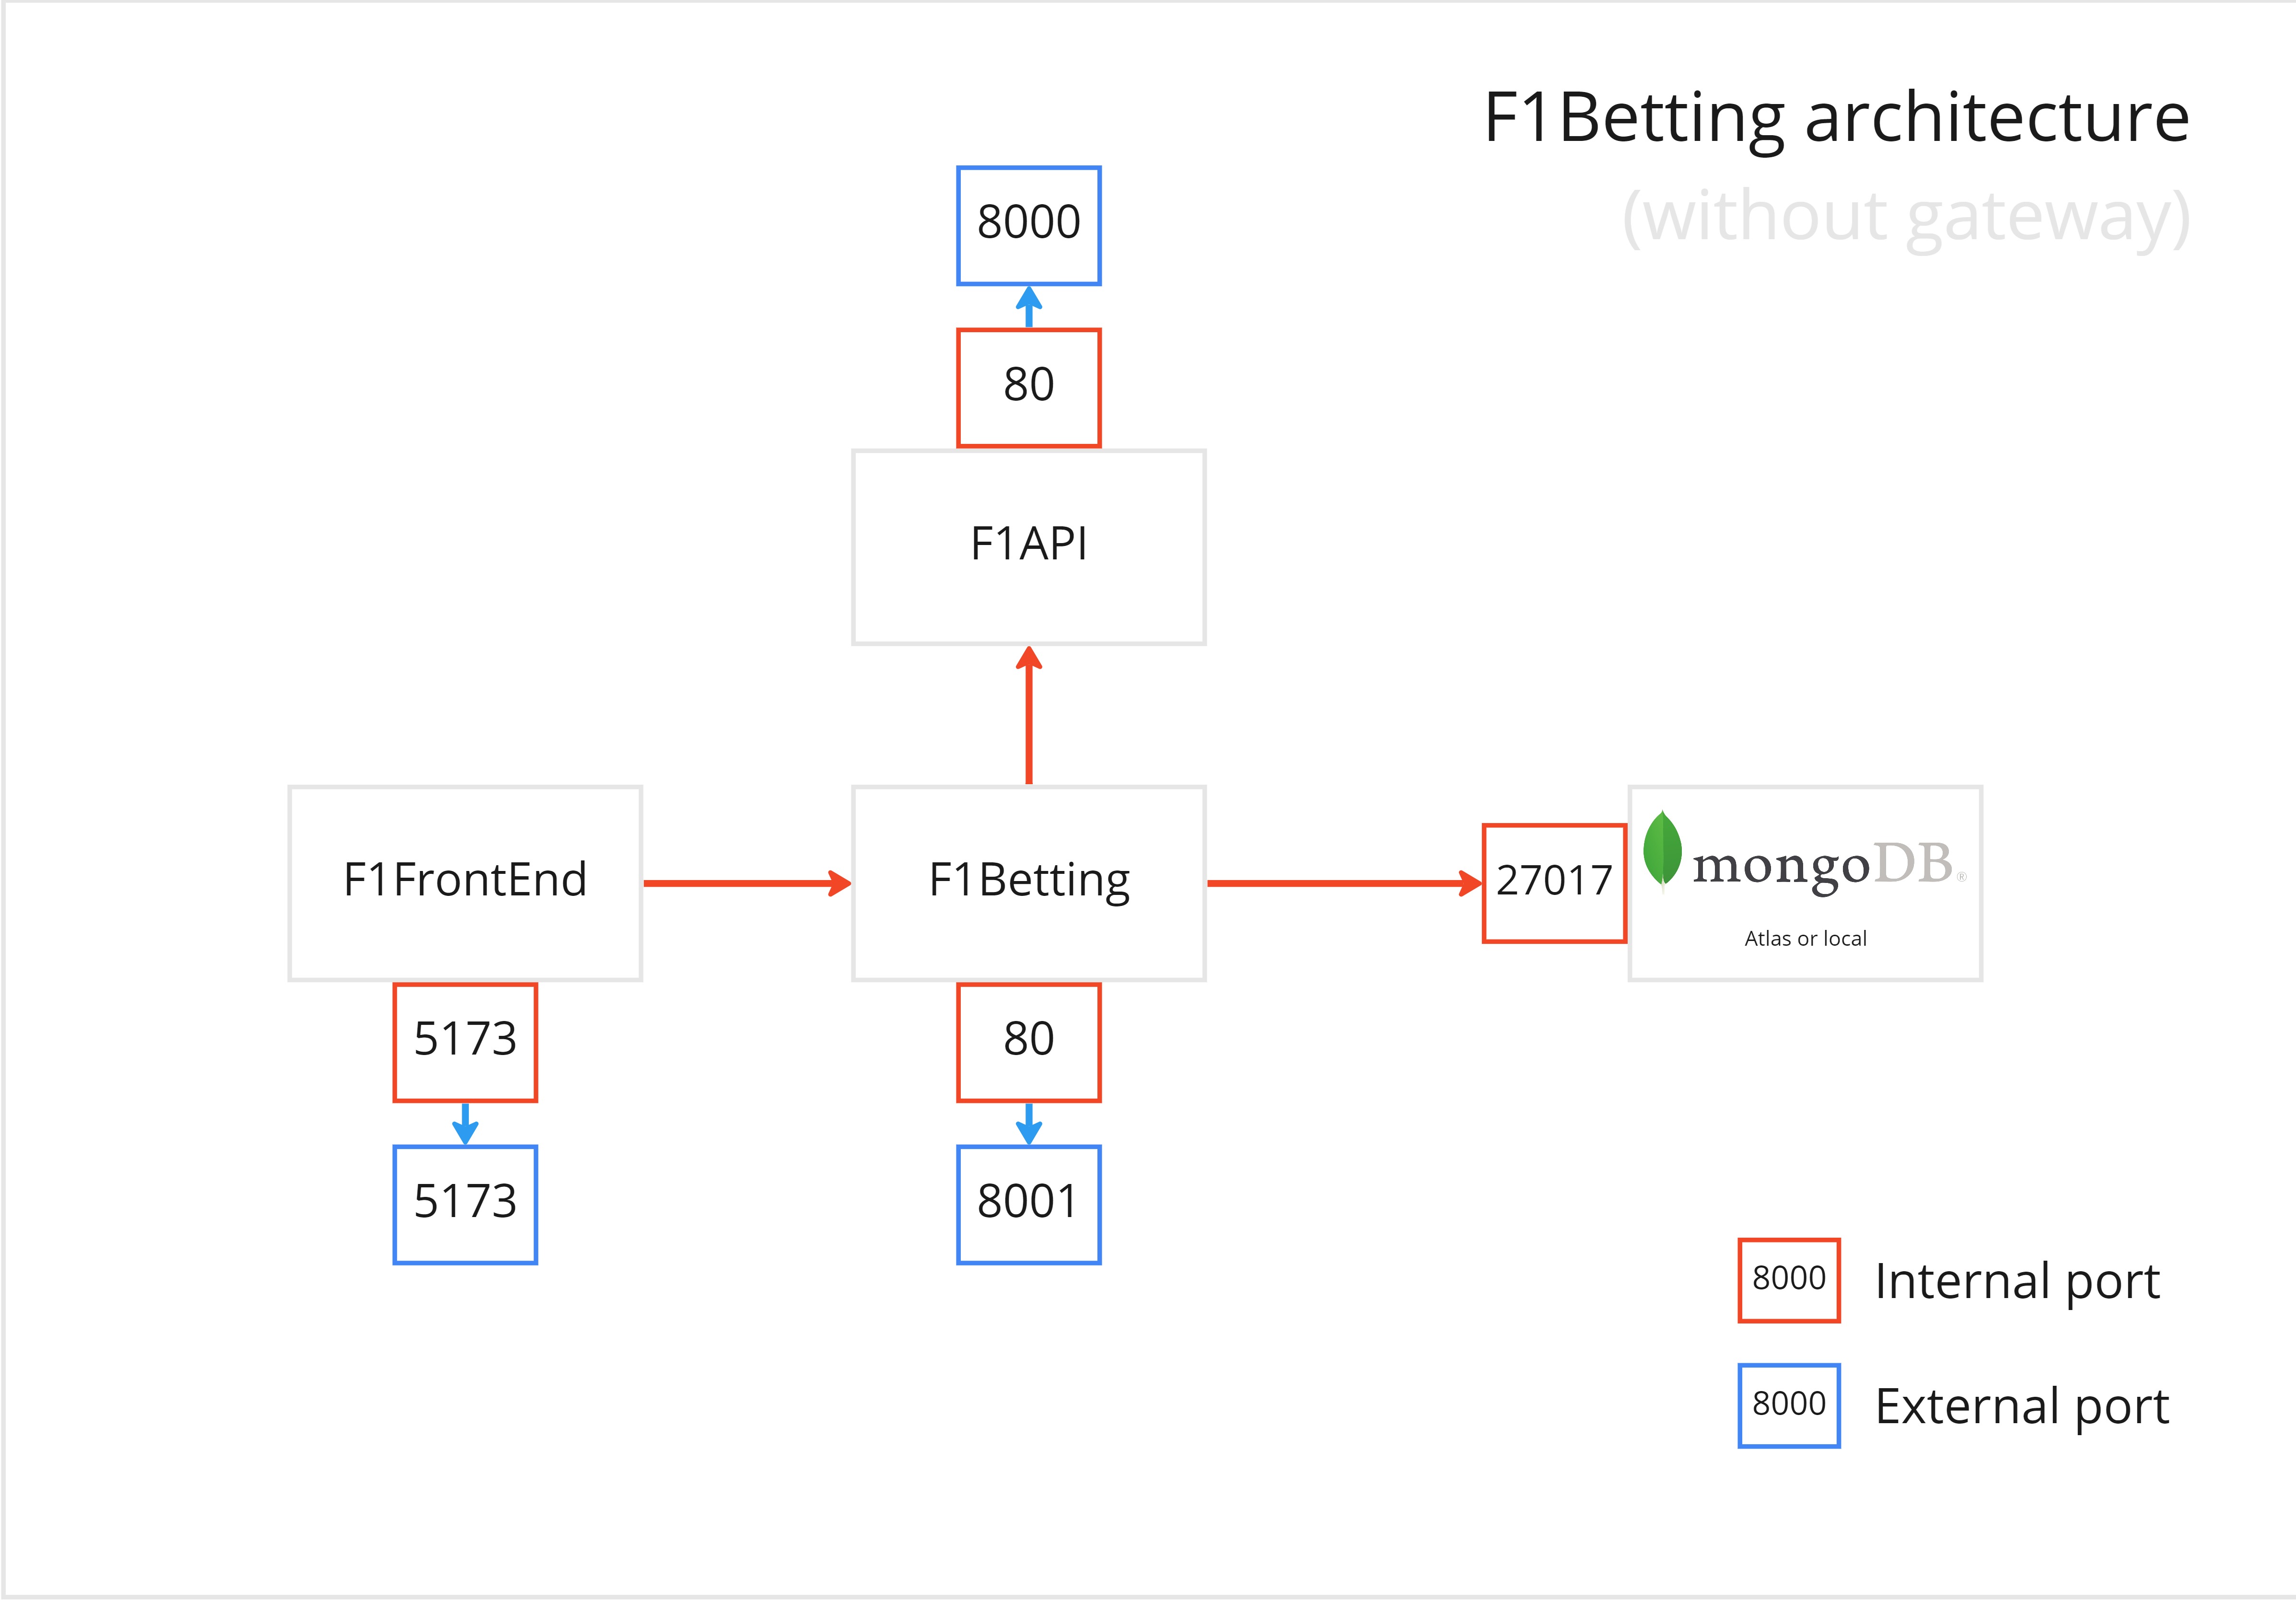 F1Betting architecture
(without gateway)
8000
80
F1API
F1FrontEnd
F1Betting
27017
mongoDB®
Atlas or local
5173
80
5173
8001
8000 Internal port
8000 External port